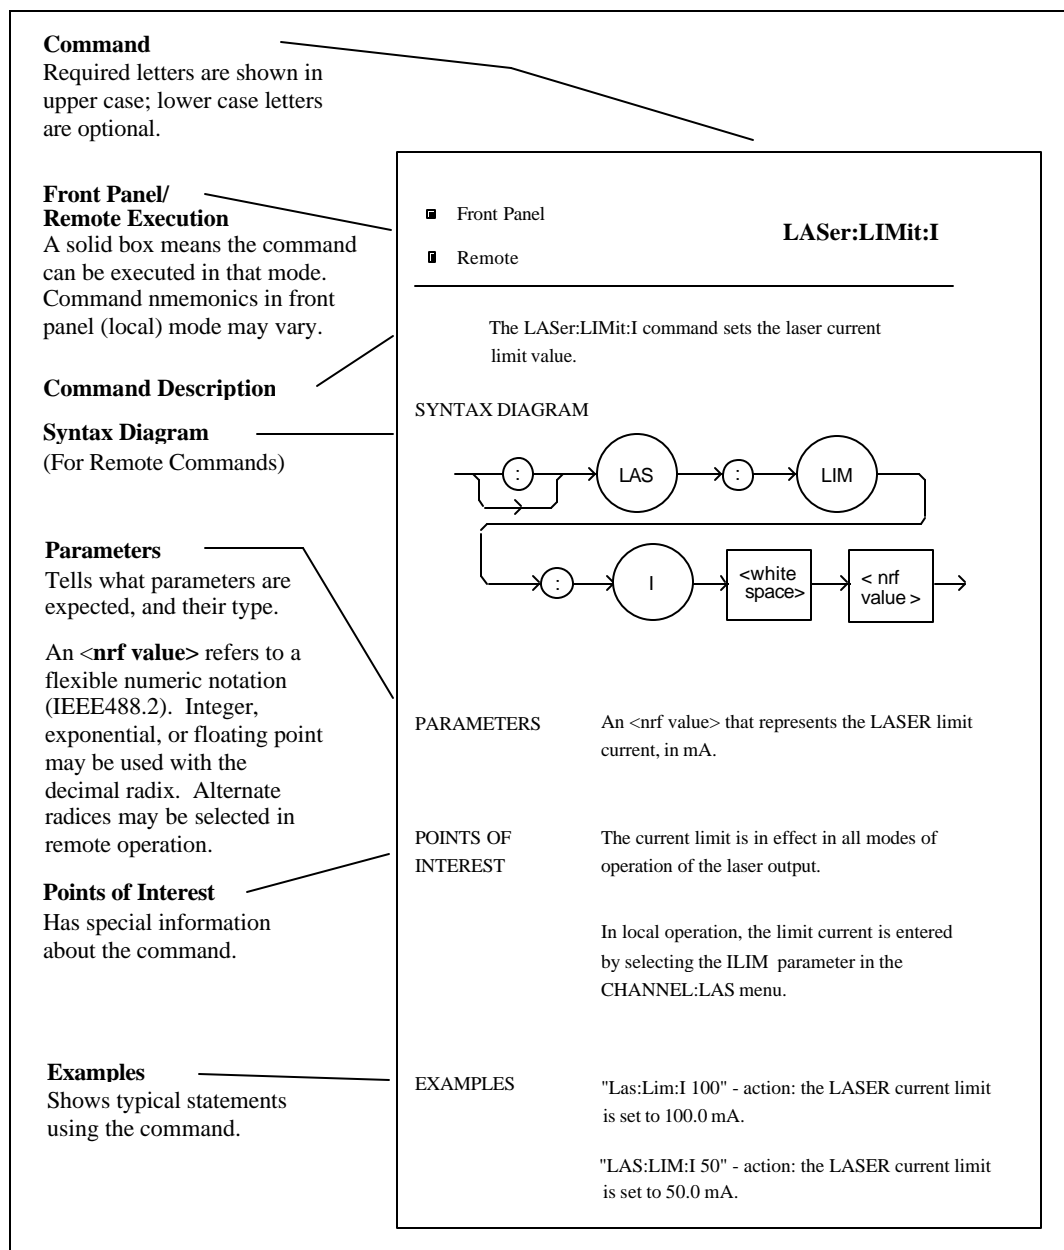 Command
Required letters are shown in
upper case; lower case letters
are optional.
Front Panel/
Remote Execution
A solid box means the command
can be executed in that mode.
Command nmemonics in front
panel (local) mode may vary.
Command Description
Syntax Diagram
(For Remote Commands)
Parameters
Tells what parameters are
expected, and their type.
An <nrf value> refers to a
flexible numeric notation
(IEEE488.2).  Integer,
exponential, or floating point
may be used with the
decimal radix.  Alternate
radices may be selected in
remote operation.
Points of Interest
Has special information
about the command.
Examples
Shows typical statements
using the command.
Front Panel
Remote
LASer:LIMit:I
The LASer:LIMit:I command sets the laser current
limit value.
SYNTAX DIAGRAM
: LAS : LIM
: I <white space> < nrf value >
PARAMETERS
An <nrf value> that represents the LASER limit
current, in mA.
POINTS OF
INTEREST
The current limit is in effect in all modes of
operation of the laser output.
In local operation, the limit current is entered
by selecting the ILIM  parameter in the
CHANNEL:LAS menu.
EXAMPLES
"Las:Lim:I 100" - action: the LASER current limit
is set to 100.0 mA.
"LAS:LIM:I 50" - action: the LASER current limit
is set to 50.0 mA.